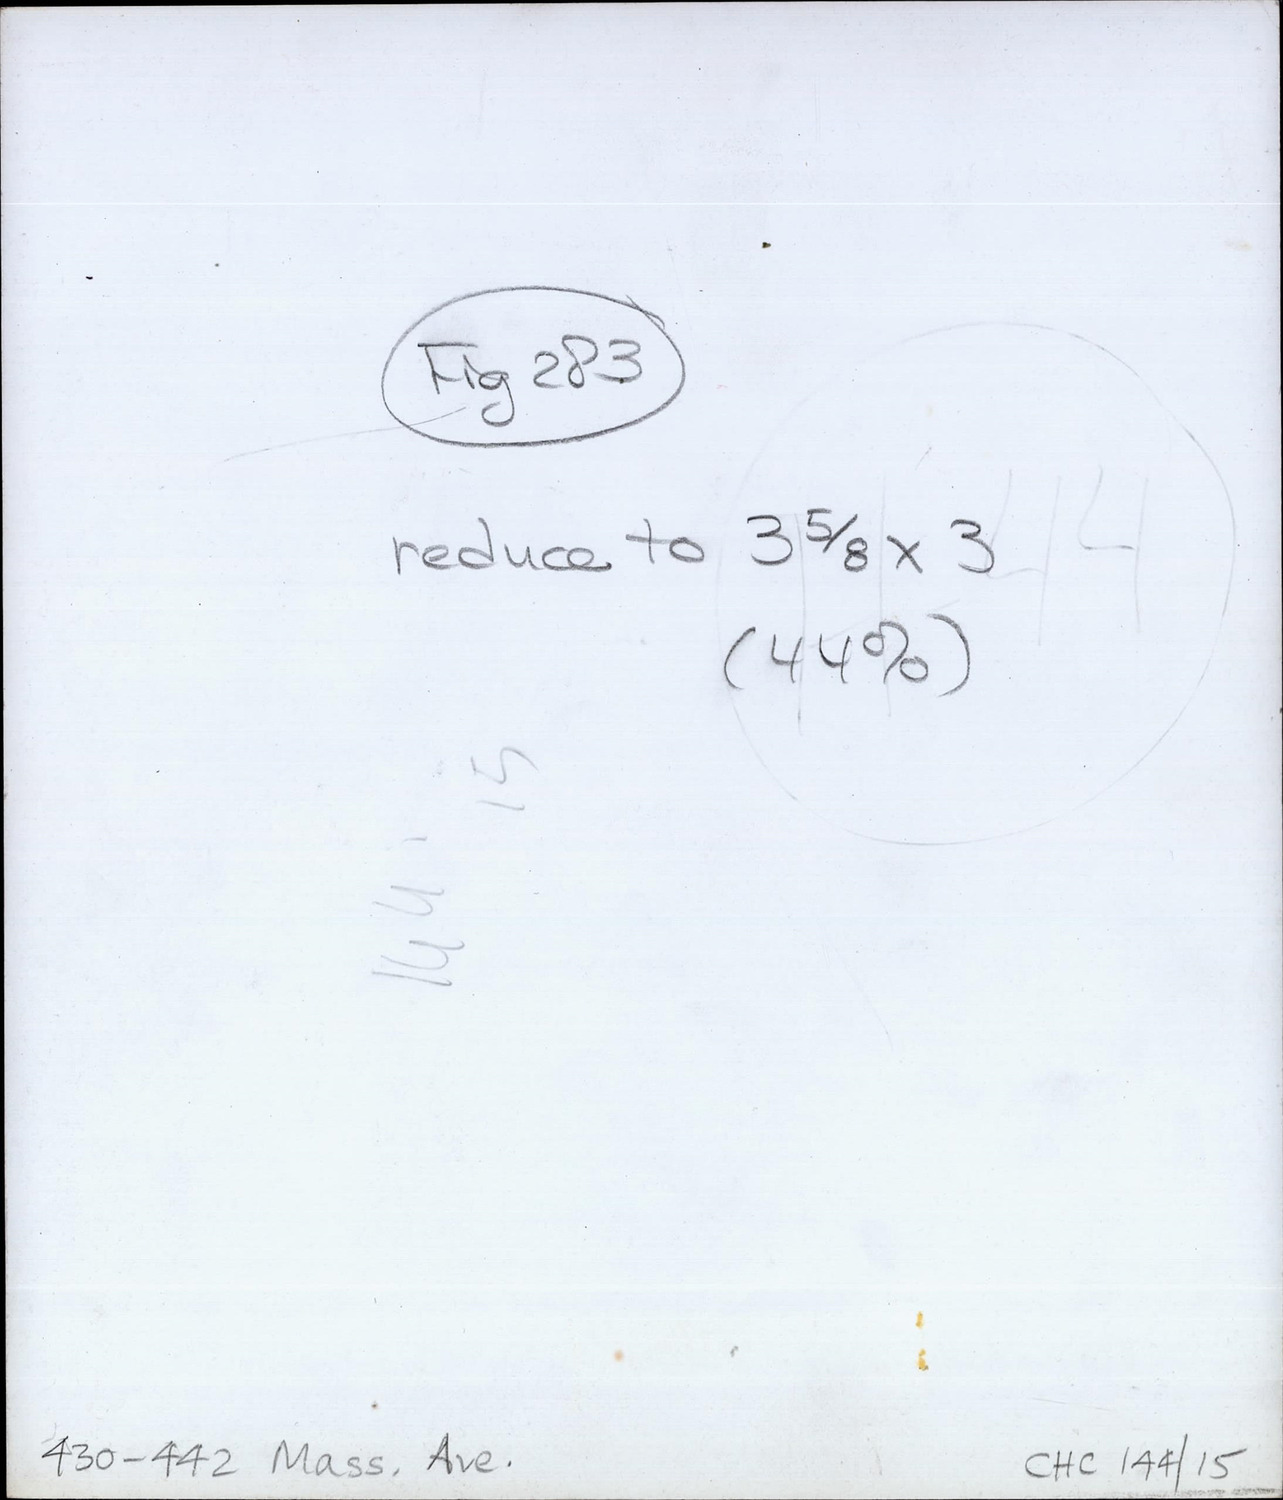 Fig 283
reduce to 3 5/8 x 3
(44%)
144 · 15
430-442 Mass. Ave.
CHC 144/15